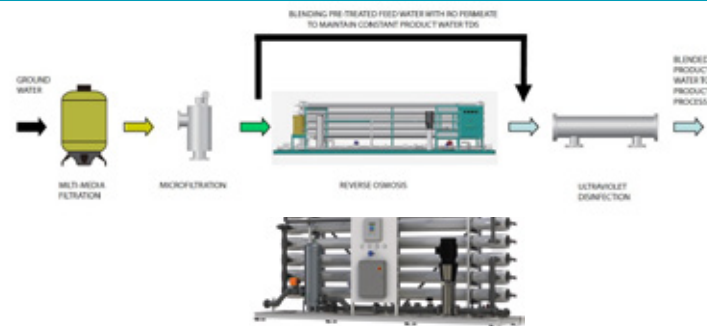 BLENDING PRE-TREATED FEED WATER WITH RO PERMEATE
TO MAINTAIN CONSTANT PRODUCT WATER TDS
GROUND
WATER
BLENDED
PRODUCT
WATER TO
PRODUCT
PROCESS
MILTI-MEDIA
FILTRATION
MICROFILTRATION
REVERSE OSMOSIS
ULTRAVIOLET
DISINFECTION